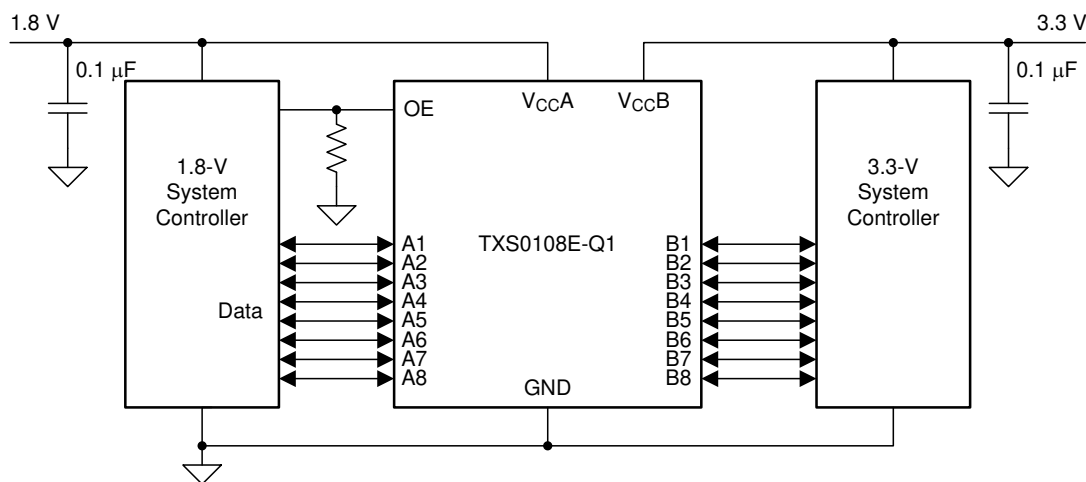 1.8 V
3.3 V
0.1 μF
0.1 μF
OE
VCCA
VCCB
1.8-V
System
Controller
3.3-V
System
Controller
TXS0108E-Q1
Data
A1
A2
A3
A4
A5
A6
A7
A8
B1
B2
B3
B4
B5
B6
B7
B8
GND